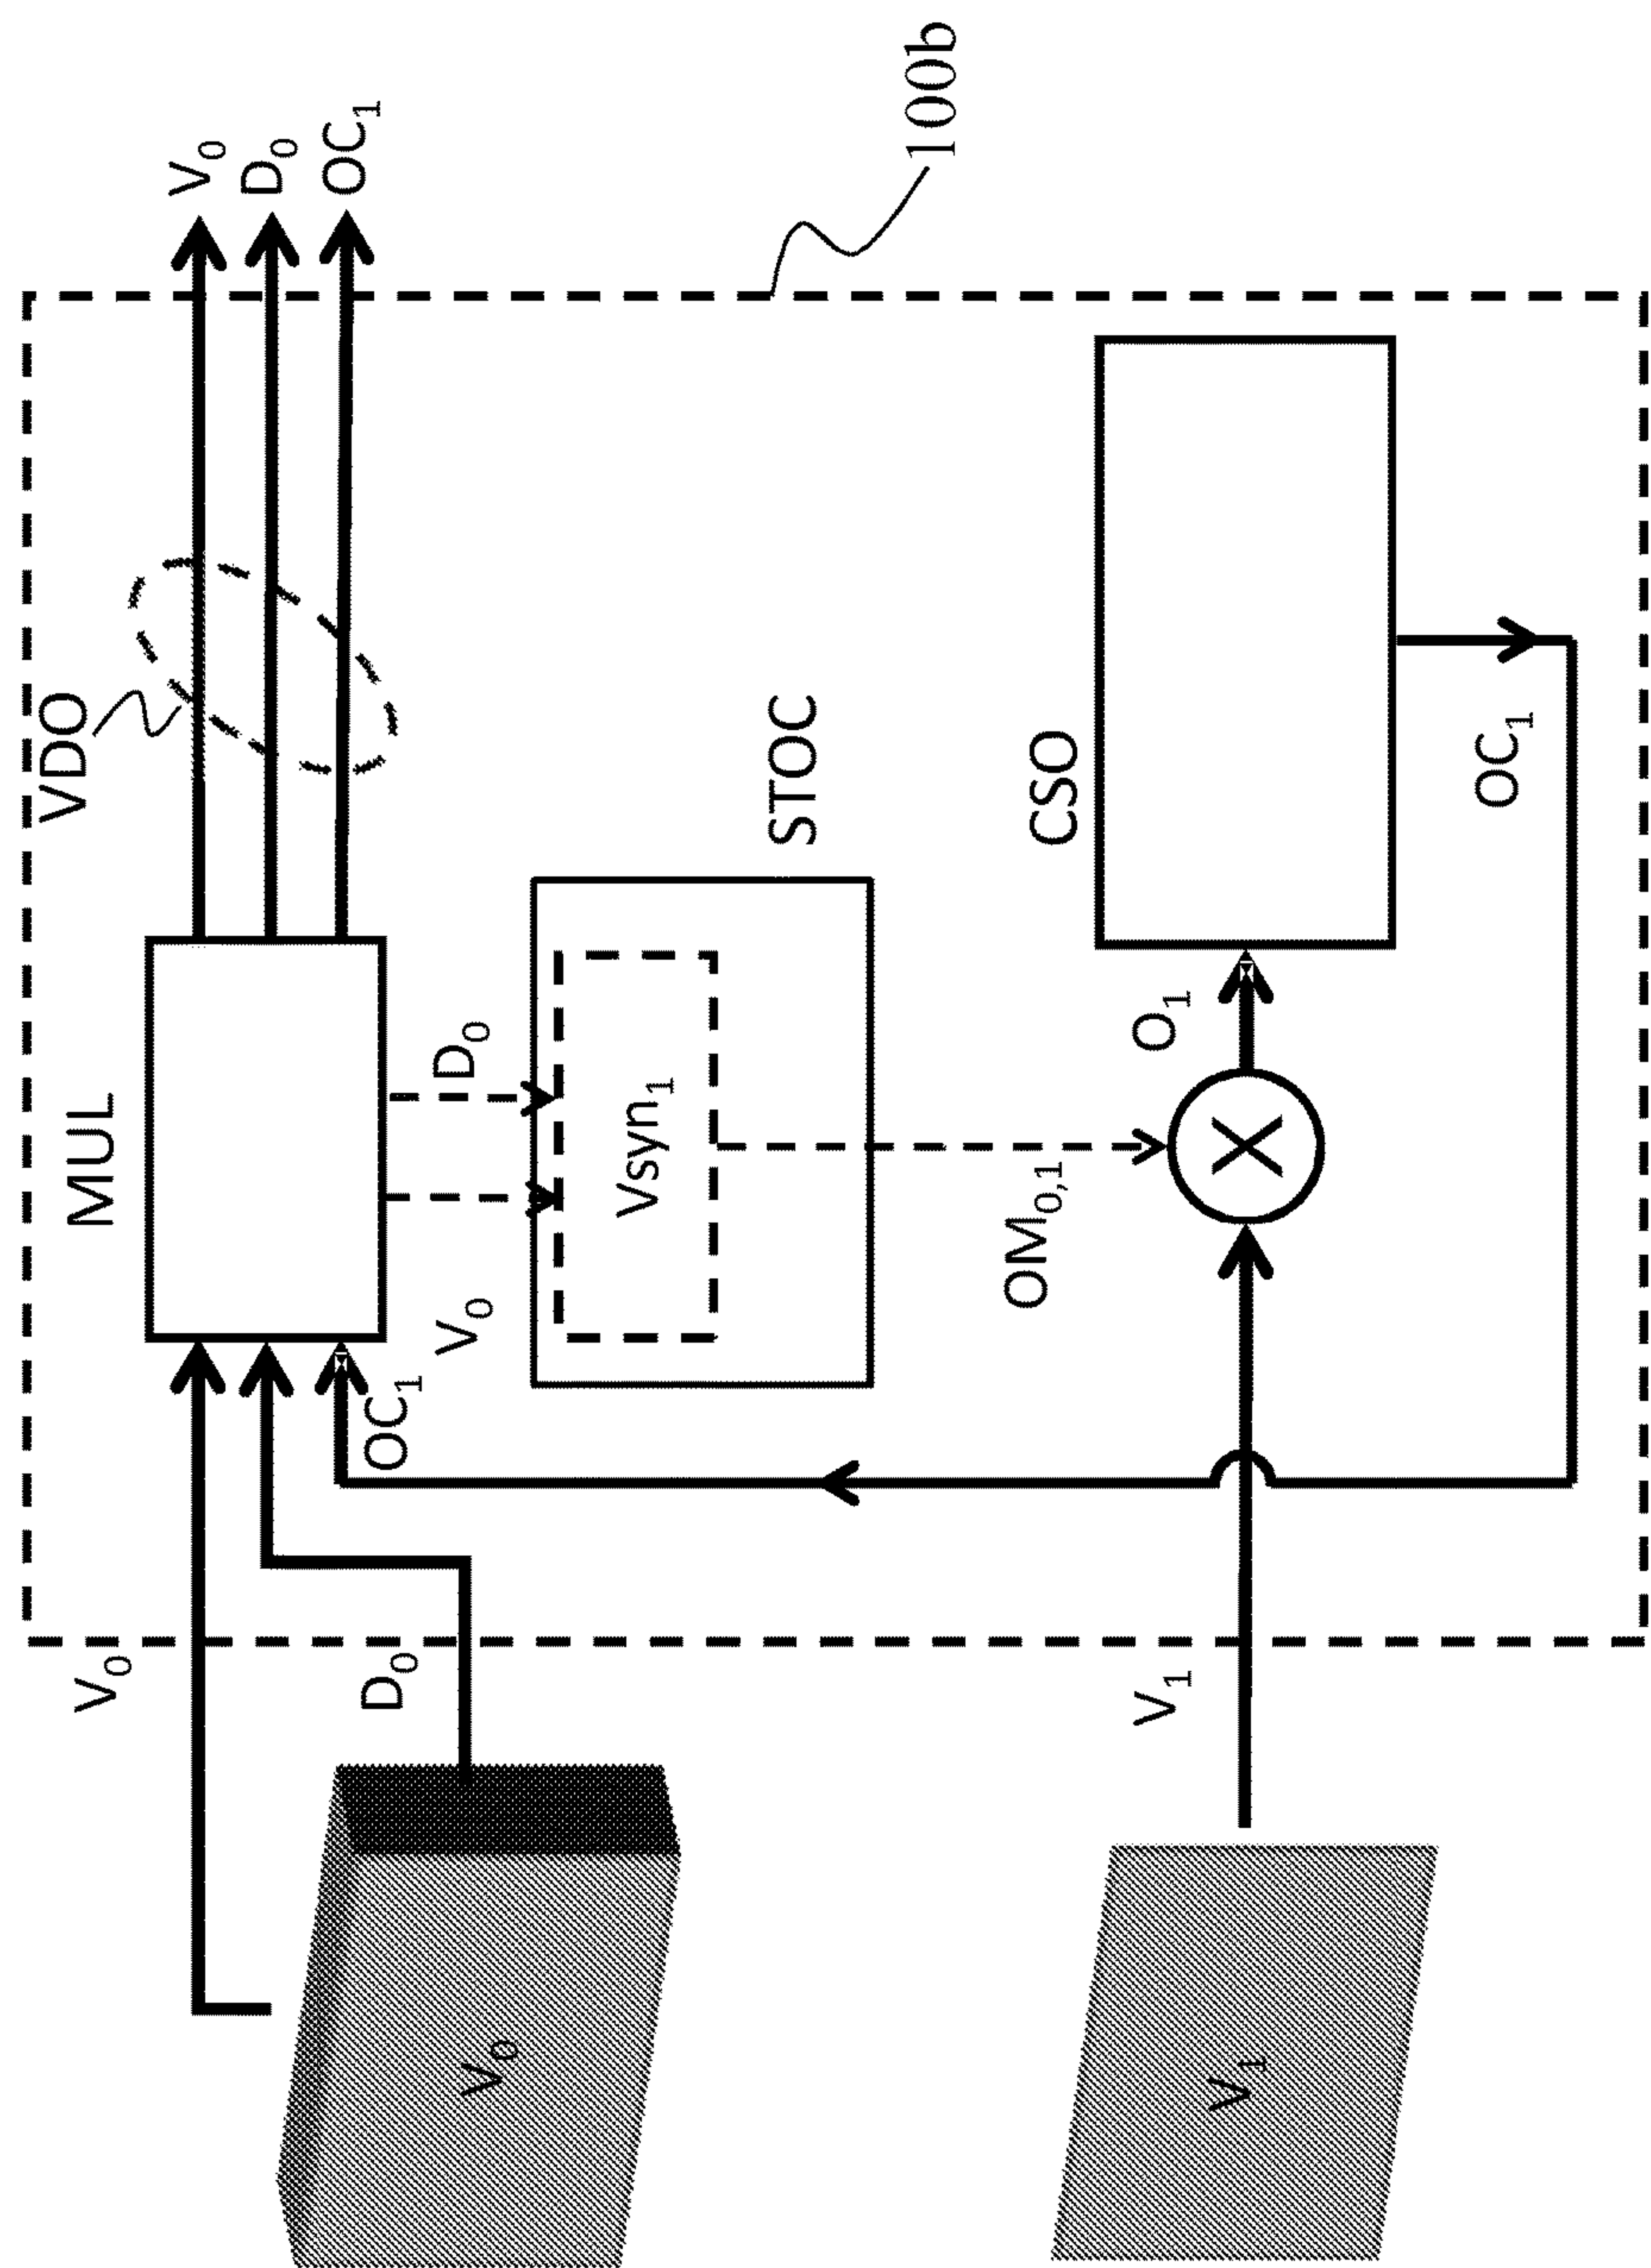 V₀
D₀
OC₁
100b
VDO
MUL
V₀
D₀
OC₁
V₀
D₀
STOC
Vsyn₁
V₀
OM₀,₁
CSO
O₁
X
V₁
V₁
OC₁